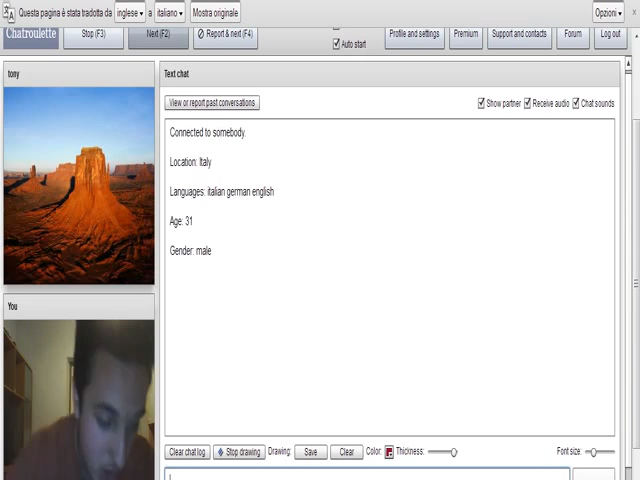 Questa pagina è stata tradotta da inglese a italiano Mostra originale Opzioni x
Chatroulette Stop (F3) Next (F2) Report & next (F4) Auto start Profile and settings Premium Support and contacts Forum Log out
tony
Text chat
View or report past conversations Show partner Receive audio Chat sounds
Connected to somebody.
Location: Italy
Languages: italian german english
Age: 31
Gender: male
You
Clear chat log Stop drawing Drawing: Save Clear Color: Thickness: Font size: